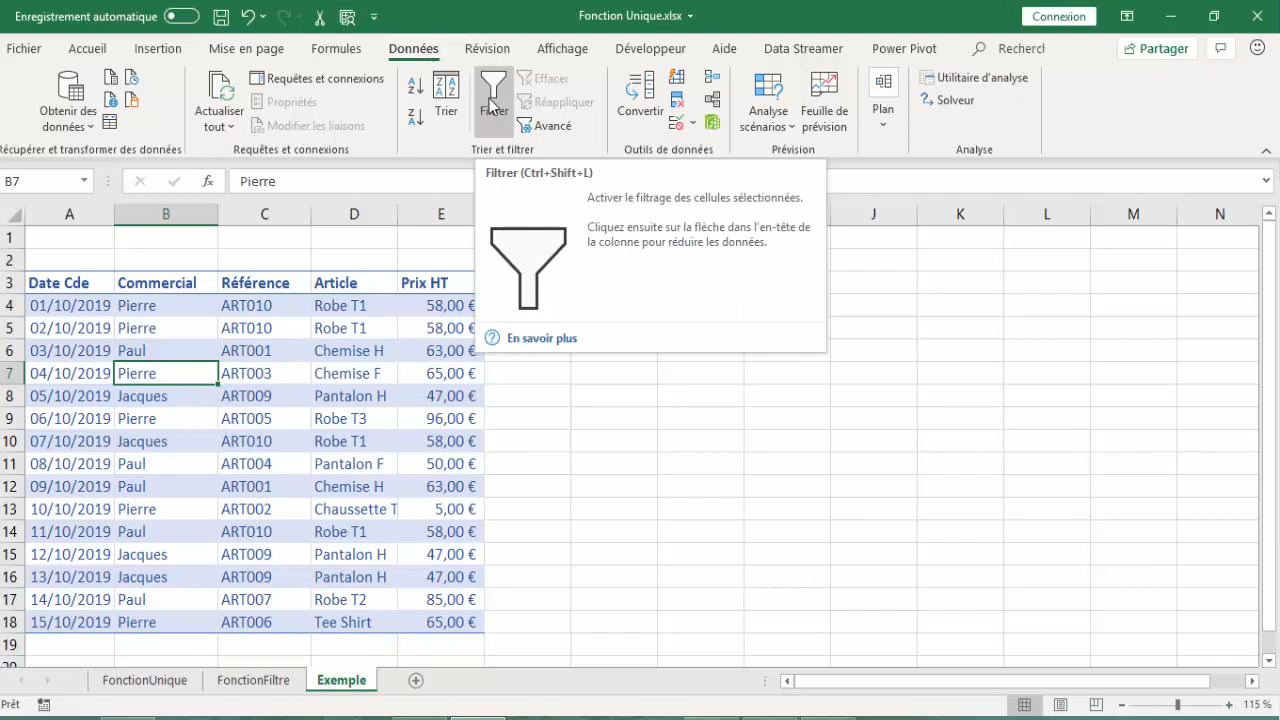 Enregistrement automatique Fonction Unique.xlsx Connexion
Fichier Accueil Insertion Mise en page Formules Données Révision Affichage Développeur Aide Data Streamer Power Pivot Recherch Partager
Obtenir des données
Récupérer et transformer des données
Actualiser tout
Requêtes et connexions
Propriétés
Modifier les liaisons
Requêtes et connexions
Trier
Filtrer
Effacer
Réappliquer
Avancé
Trier et filtrer
Convertir
Outils de données
Analyse scénarios
Feuille de prévision
Prévision
Plan
Utilitaire d'analyse
Solveur
Analyse
B7 fx Pierre
Filtrer (Ctrl+Shift+L)
Activer le filtrage des cellules sélectionnées.
Cliquez ensuite sur la flèche dans l'en-tête de
la colonne pour réduire les données.
? En savoir plus
A B C D E J K L M N
1
2
3 Date Cde Commercial Référence Article Prix HT
4 01/10/2019 Pierre ART010 Robe T1 58,00 €
5 02/10/2019 Pierre ART010 Robe T1 58,00 €
6 03/10/2019 Paul ART001 Chemise H 63,00 €
7 04/10/2019 Pierre ART003 Chemise F 65,00 €
8 05/10/2019 Jacques ART009 Pantalon H 47,00 €
9 06/10/2019 Pierre ART005 Robe T3 96,00 €
10 07/10/2019 Jacques ART010 Robe T1 58,00 €
11 08/10/2019 Paul ART004 Pantalon F 50,00 €
12 09/10/2019 Paul ART001 Chemise H 63,00 €
13 10/10/2019 Pierre ART002 Chaussette T 5,00 €
14 11/10/2019 Paul ART010 Robe T1 58,00 €
15 12/10/2019 Jacques ART009 Pantalon H 47,00 €
16 13/10/2019 Jacques ART009 Pantalon H 47,00 €
17 14/10/2019 Paul ART007 Robe T2 85,00 €
18 15/10/2019 Pierre ART006 Tee Shirt 65,00 €
19
20
FonctionUnique FonctionFiltre Exemple
Prêt 115 %